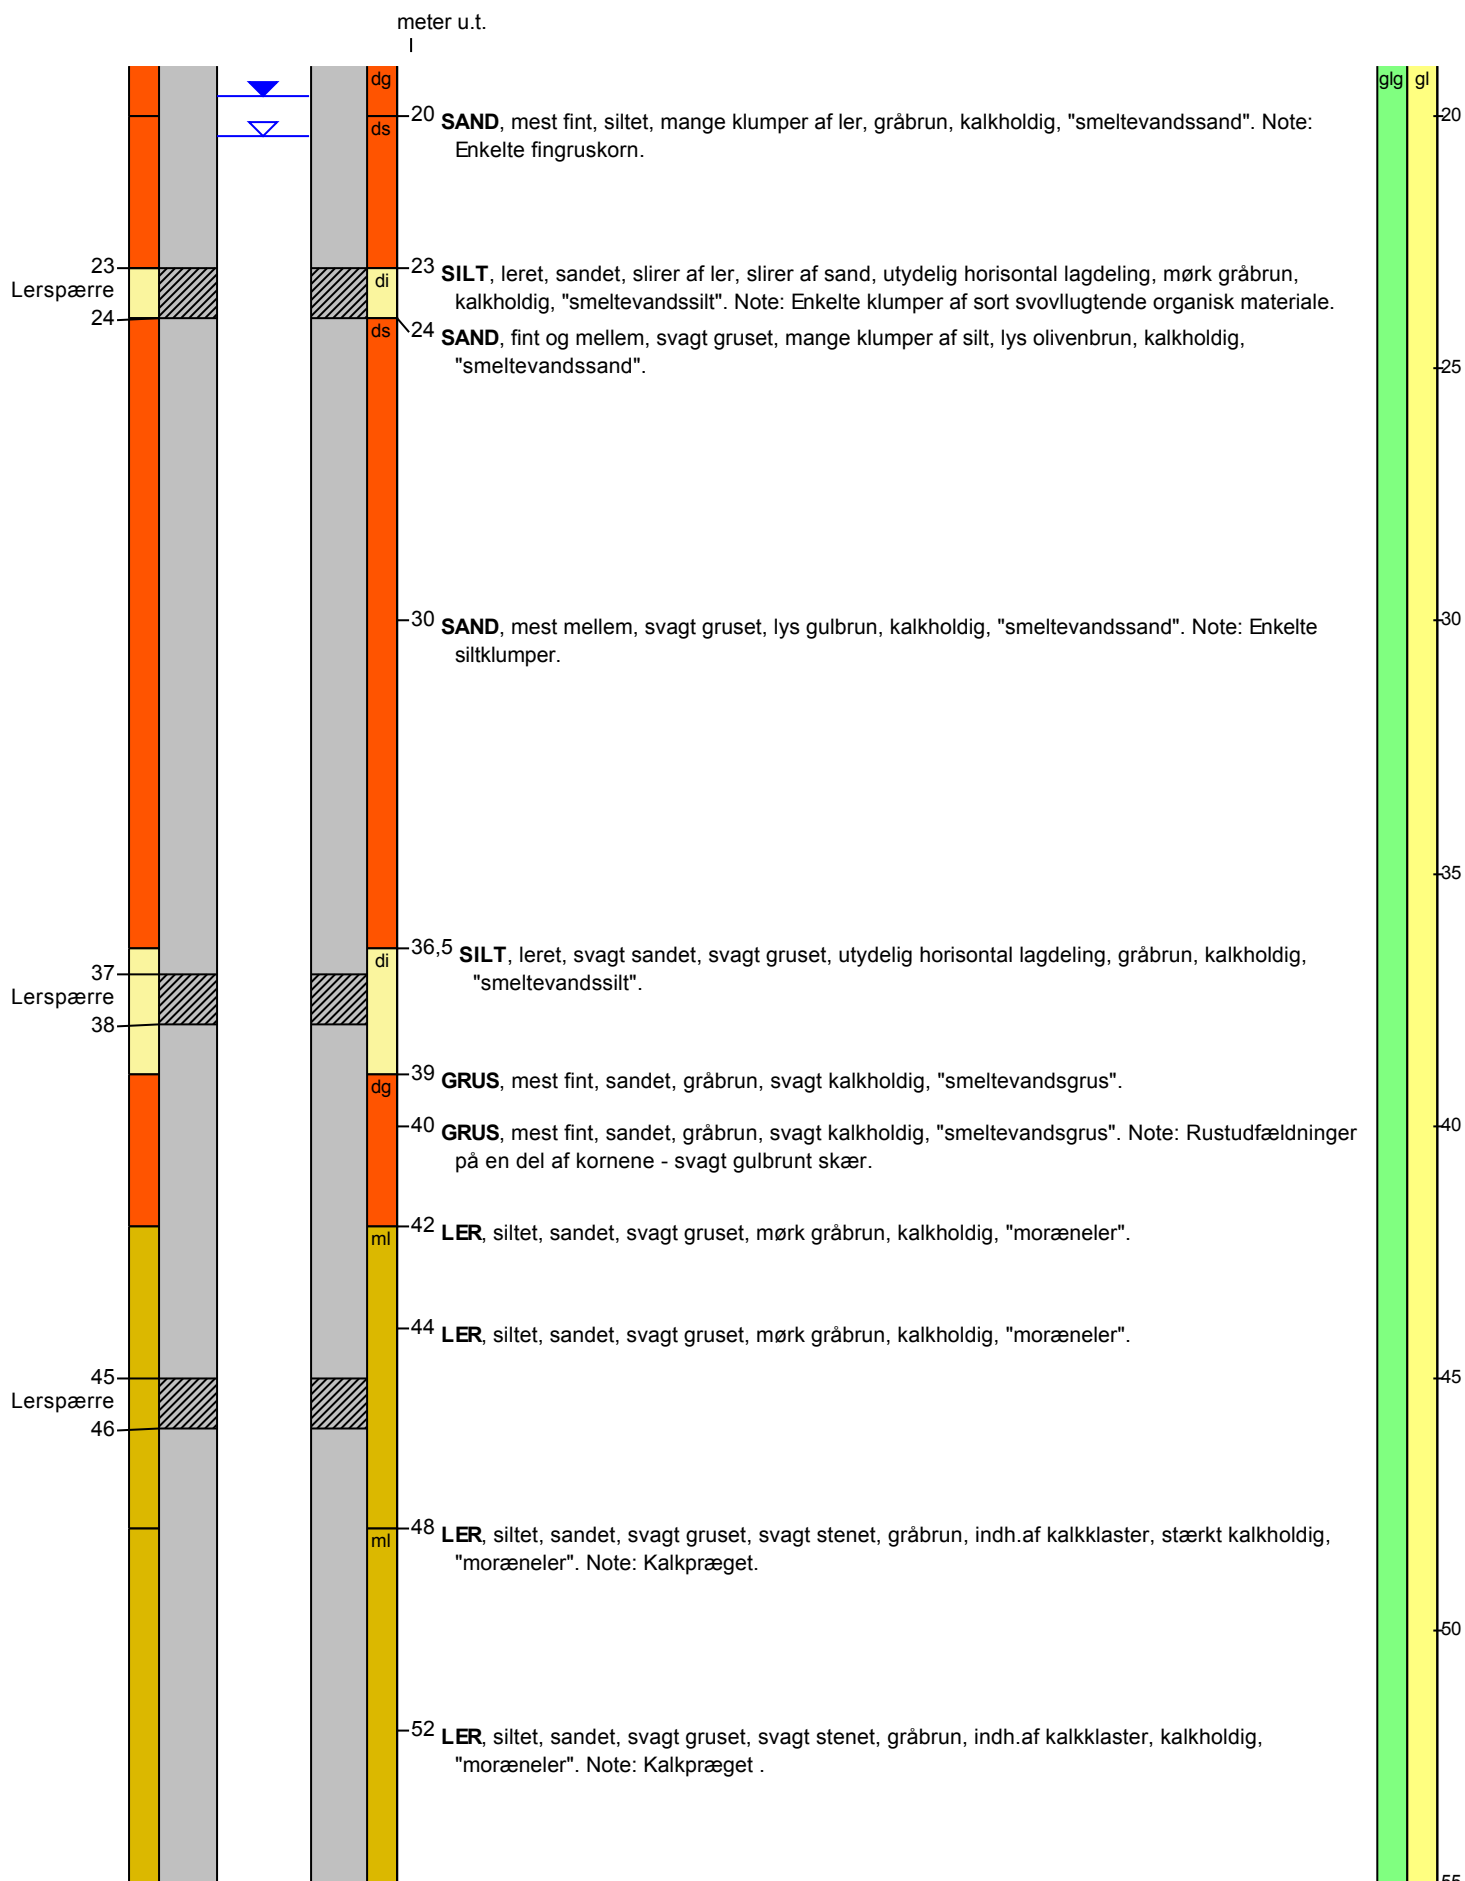 meter u.t.
dg
glg gl
20 SAND, mest fint, siltet, mange klumper af ler, gråbrun, kalkholdig, "smeltevandssand". Note:
Enkelte fingruskorn.
ds
20
23
Lerspærre
24
23 SILT, leret, sandet, slirer af ler, slirer af sand, utydelig horisontal lagdeling, mørk gråbrun,
kalkholdig, "smeltevandssilt". Note: Enkelte klumper af sort svovllugtende organisk materiale.
di
24 SAND, fint og mellem, svagt gruset, mange klumper af silt, lys olivenbrun, kalkholdig,
"smeltevandssand".
ds
25
30 SAND, mest mellem, svagt gruset, lys gulbrun, kalkholdig, "smeltevandssand". Note: Enkelte
siltklumper.
30
35
36,5 SILT, leret, svagt sandet, svagt gruset, utydelig horisontal lagdeling, gråbrun, kalkholdig,
"smeltevandssilt".
di
37
Lerspærre
38
39 GRUS, mest fint, sandet, gråbrun, svagt kalkholdig, "smeltevandsgrus".
dg
40 GRUS, mest fint, sandet, gråbrun, svagt kalkholdig, "smeltevandsgrus". Note: Rustudfældninger
på en del af kornene - svagt gulbrunt skær.
40
42 LER, siltet, sandet, svagt gruset, mørk gråbrun, kalkholdig, "moræneler".
ml
44 LER, siltet, sandet, svagt gruset, mørk gråbrun, kalkholdig, "moræneler".
45
Lerspærre
46
45
48 LER, siltet, sandet, svagt gruset, svagt stenet, gråbrun, indh.af kalkklaster, stærkt kalkholdig,
"moræneler". Note: Kalkpræget.
ml
50
52 LER, siltet, sandet, svagt gruset, svagt stenet, gråbrun, indh.af kalkklaster, kalkholdig,
"moræneler". Note: Kalkpræget .
55